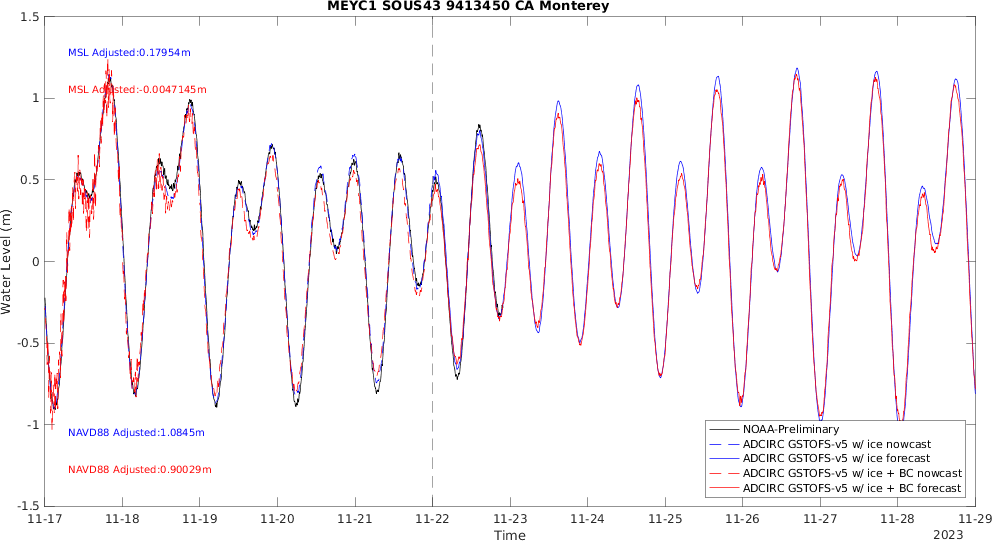 MEYC1 SOUS43 9413450 CA Monterey
1.5
1
0.5
0
-0.5
-1
-1.5
Water Level (m)
MSL Adjusted:0.17954m
MSL Adjusted:-0.0047145m
NAVD88 Adjusted:1.0845m
NAVD88 Adjusted:0.90029m
NOAA-Preliminary
ADCIRC GSTOFS-v5 w/ ice nowcast
ADCIRC GSTOFS-v5 w/ ice forecast
ADCIRC GSTOFS-v5 w/ ice + BC nowcast
ADCIRC GSTOFS-v5 w/ ice + BC forecast
11-17 11-18 11-19 11-20 11-21 11-22 11-23 11-24 11-25 11-26 11-27 11-28 11-29
Time
2023